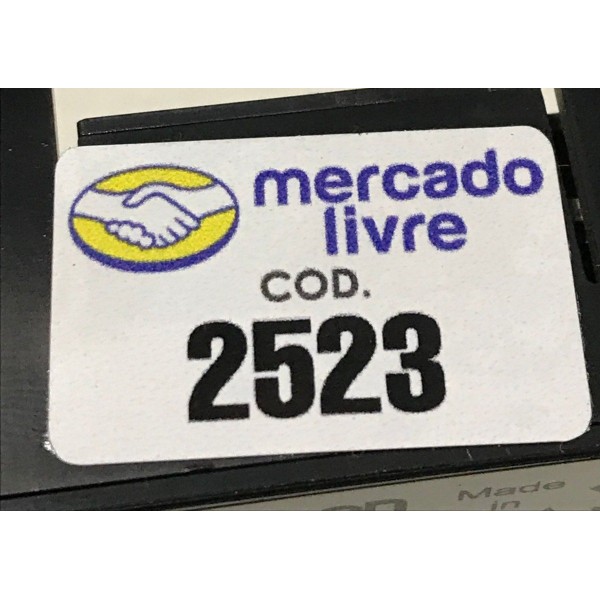 mercado
livre
COD.
2523
Made
in